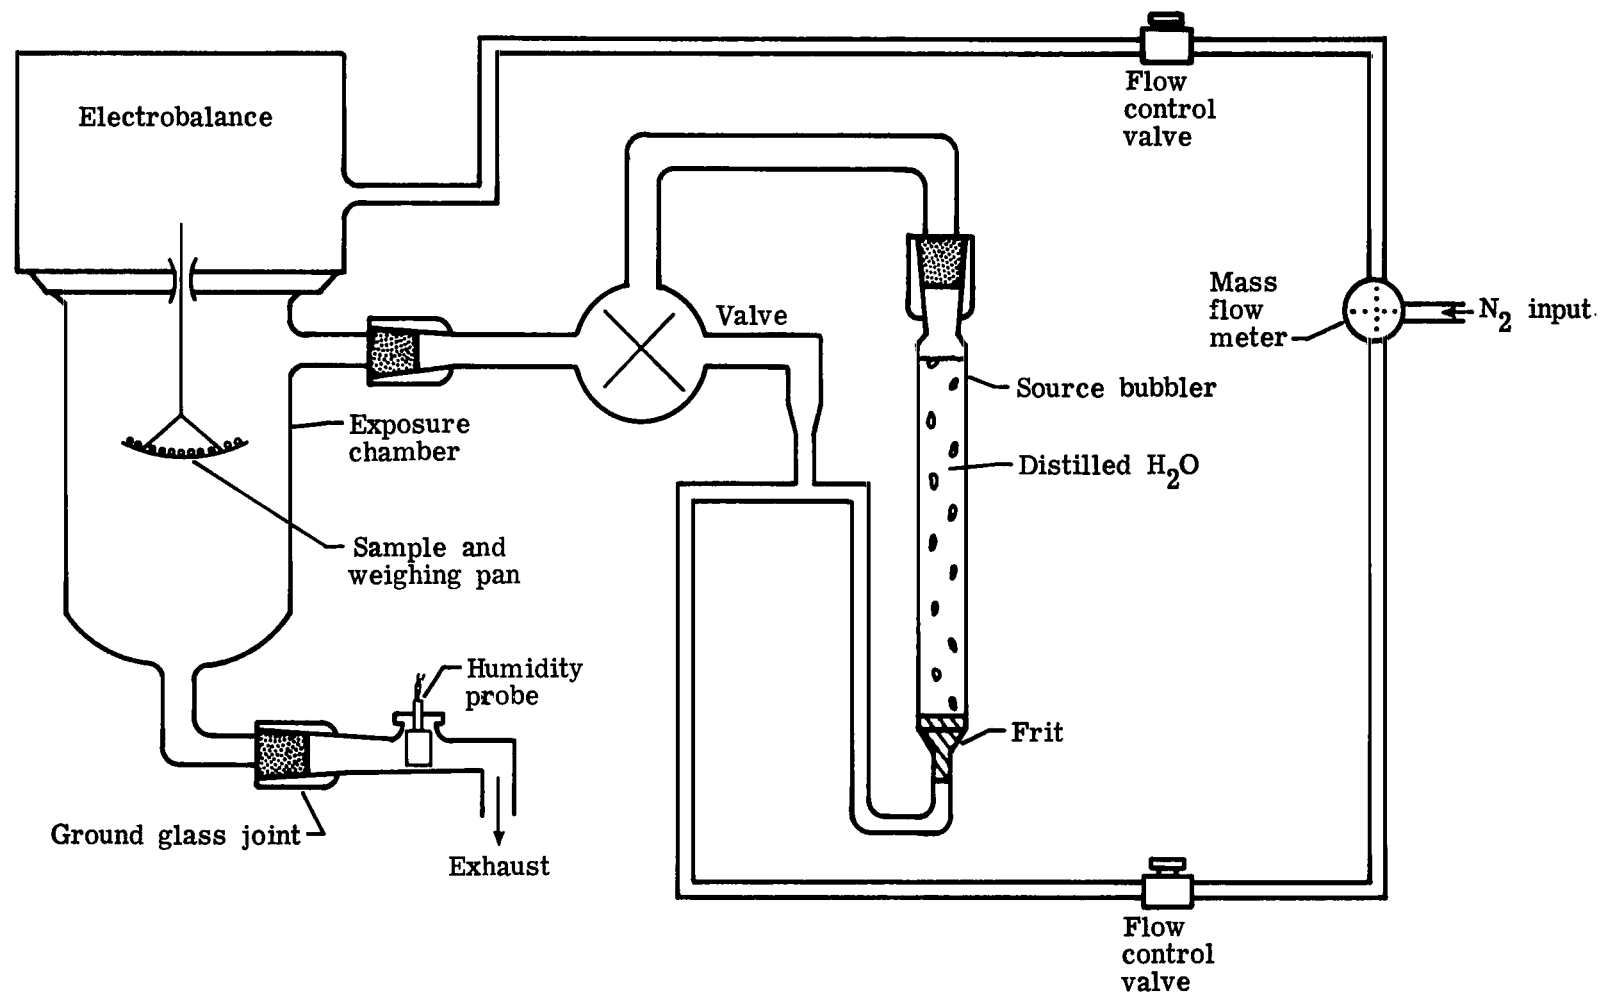 Electrobalance
Flow
control
valve
Mass
flow
meter
N2 input
Valve
Source bubbler
Exposure
chamber
Distilled H2O
Sample and
weighing pan
Humidity
probe
Frit
Ground glass joint
Exhaust
Flow
control
valve